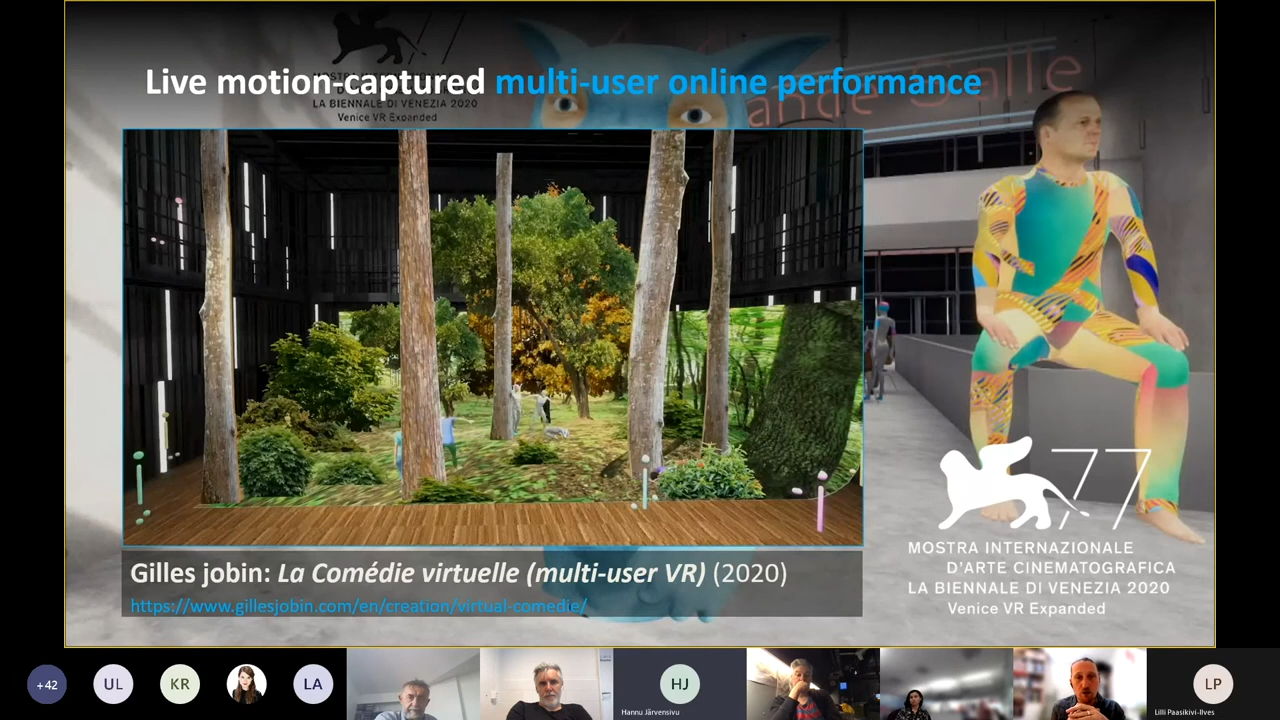 Live motion-captured multi-user online performance
LA BIENNALE DI VENEZIA 2020
Venice VR Expanded
ande Salle
Gilles jobin: La Comédie virtuelle (multi-user VR) (2020)
https://www.gillesjobin.com/en/creation/virtual-comedie/
77
MOSTRA INTERNAZIONALE
D'ARTE CINEMATOGRAFICA
LA BIENNALE DI VENEZIA 2020
Venice VR Expanded
+42
UL
KR
LA
HJ
Hannu Järvensivu
LP
Lilli Paasikivi-Ilves